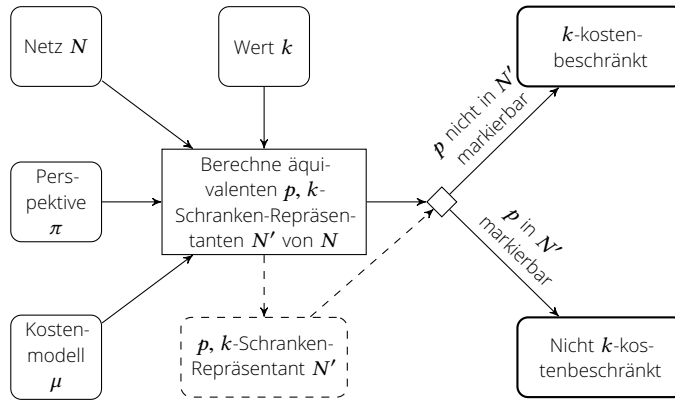 Netz N
Wert k
k-kosten-
beschränkt
p nicht in N′
markierbar
Pers-
pektive
π
Berechne äqui-
valenten p, k-
Schranken-Repräsen-
tanten N′ von N
p in N′
markierbar
Kosten-
modell
μ
p, k-Schranken-
Repräsentant N′
Nicht k-kos-
tenbeschränkt